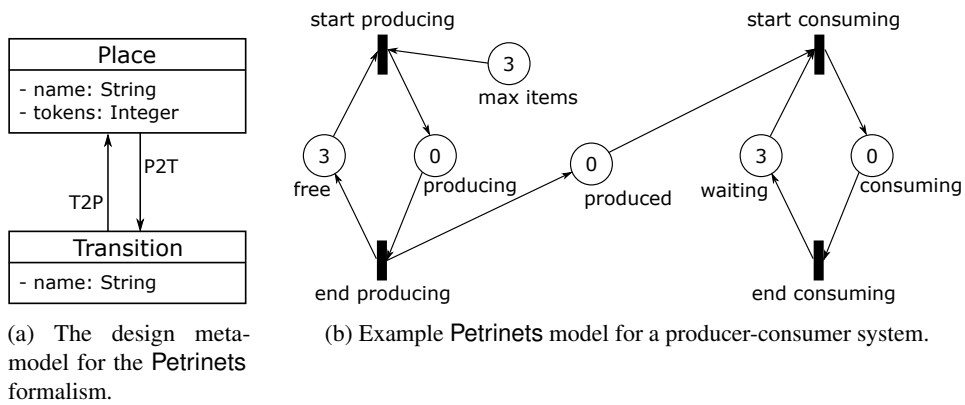 Place
- name: String
- tokens: Integer
T2P
P2T
Transition
- name: String
(a) The design meta-
model for the Petrinets
formalism.
start producing
3
max items
3
free
0
producing
end producing
0
produced
start consuming
3
waiting
0
consuming
end consuming
(b) Example Petrinets model for a producer-consumer system.